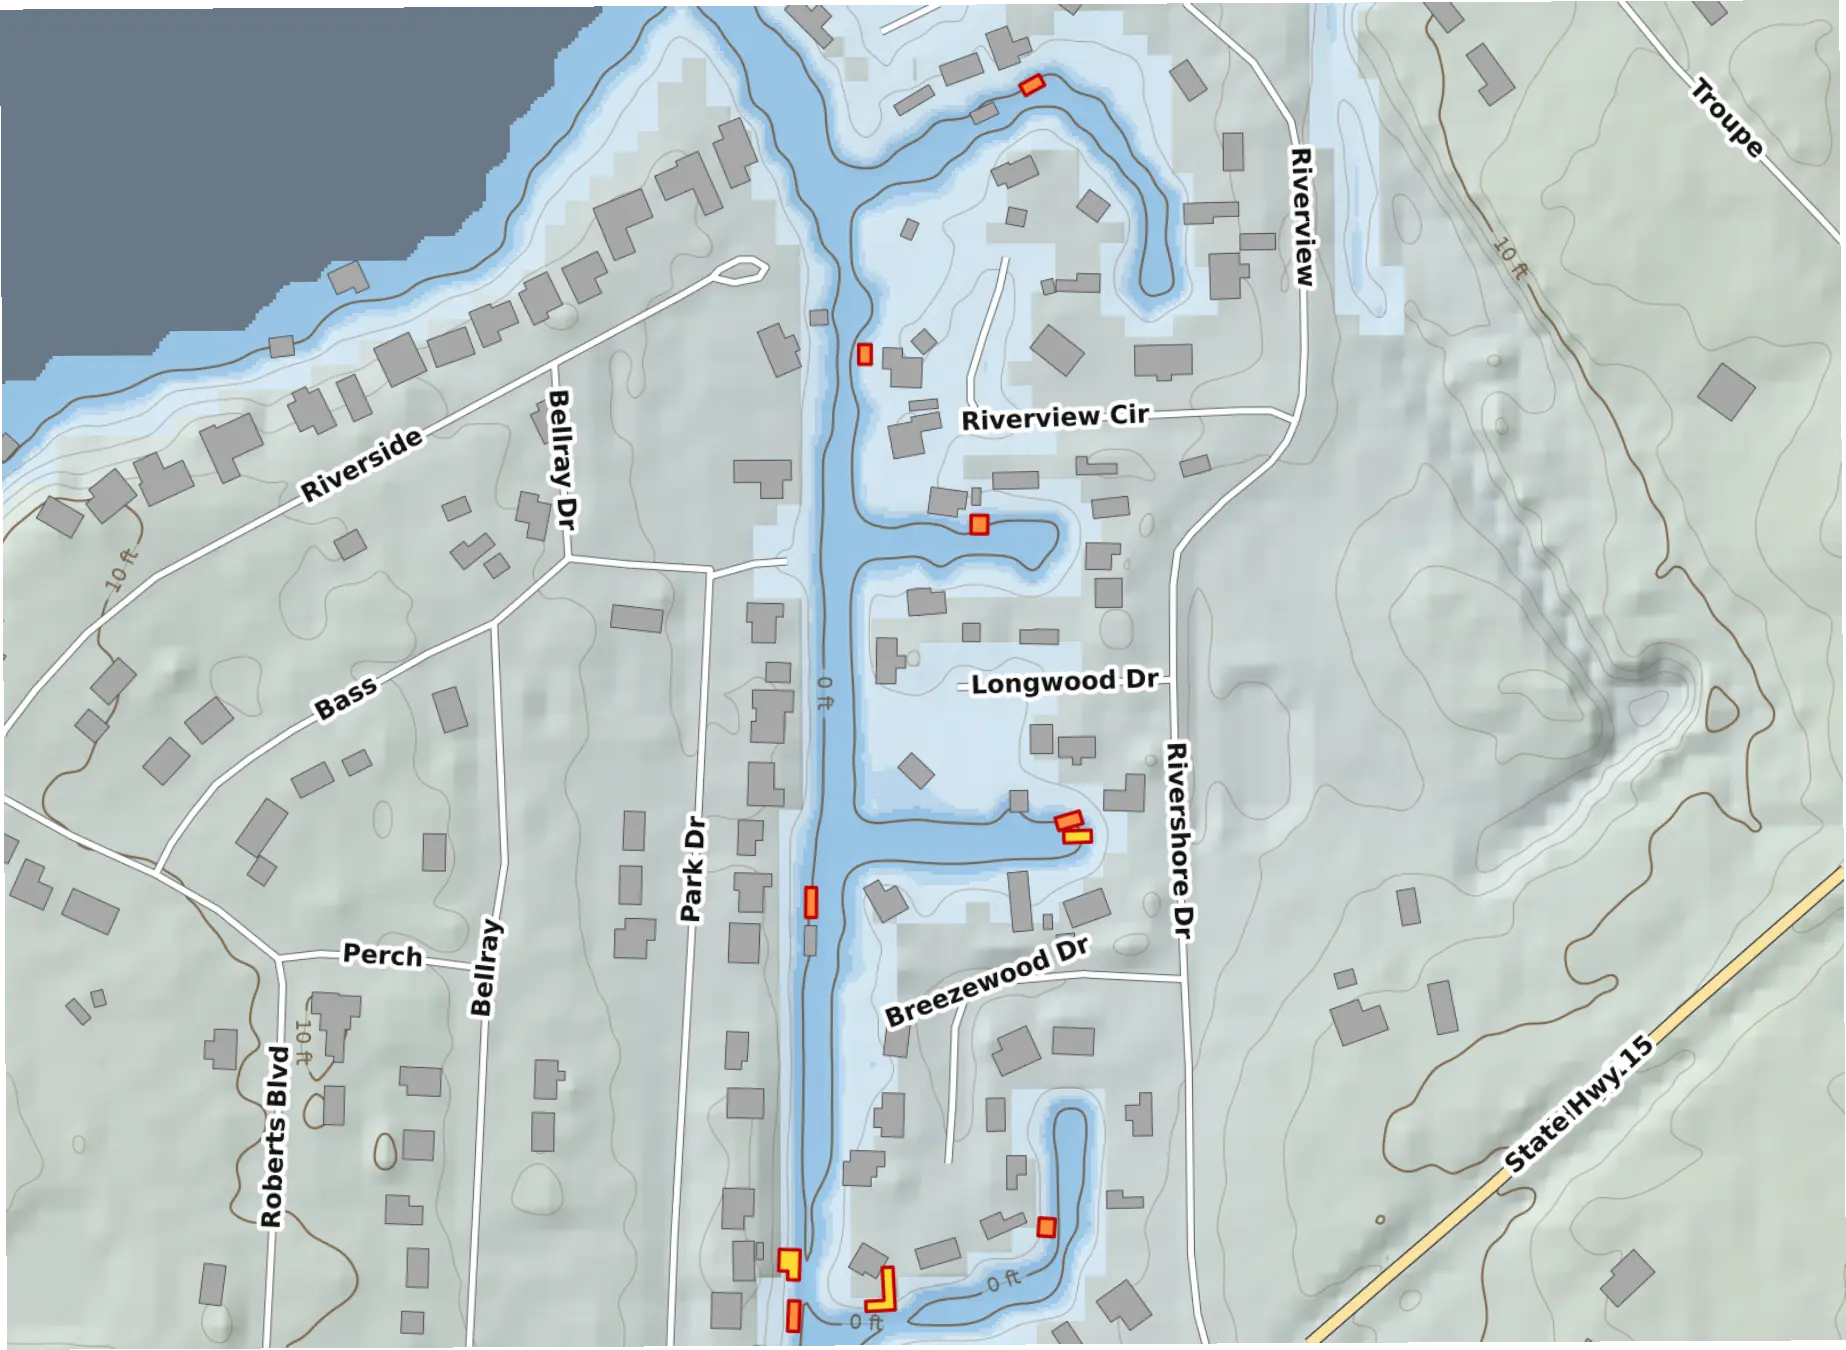 Troupe
Riverview
10 ft
Riverview Cir
Bellray Dr
Riverside
10 ft
Longwood Dr
0 ft
Bass
Rivershore Dr
Park Dr
Perch
Bellray
Breezewood Dr
10 ft
Roberts Blvd
State Hwy 15
0 ft
0 ft